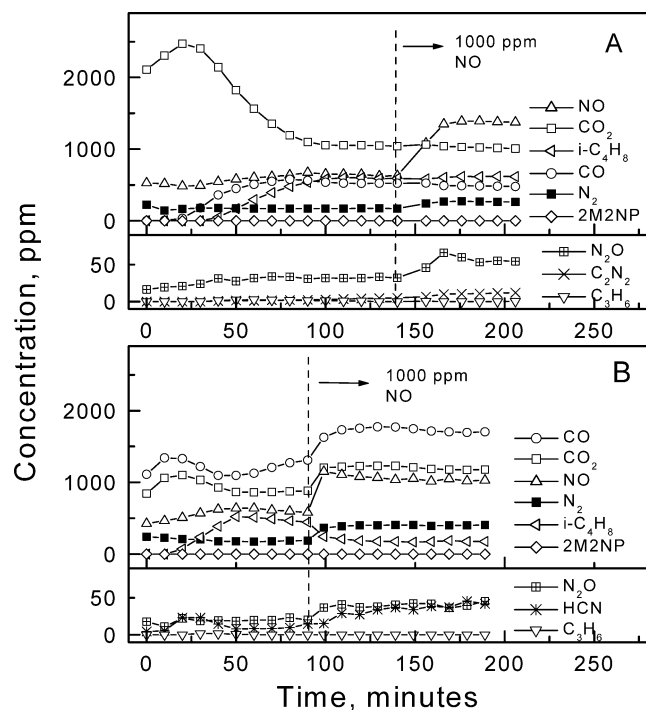 A
1000 ppm
NO
2000
1000
0
NO
CO₂
i-C₄H₈
CO
N₂
2M2NP
50
0
N₂O
C₂N₂
C₃H₆
0 50 100 150 200 250
Concentration, ppm
B
1000 ppm
NO
2000
1000
0
CO
CO₂
NO
N₂
i-C₄H₈
2M2NP
50
0
N₂O
HCN
C₃H₆
0 50 100 150 200 250
Time, minutes